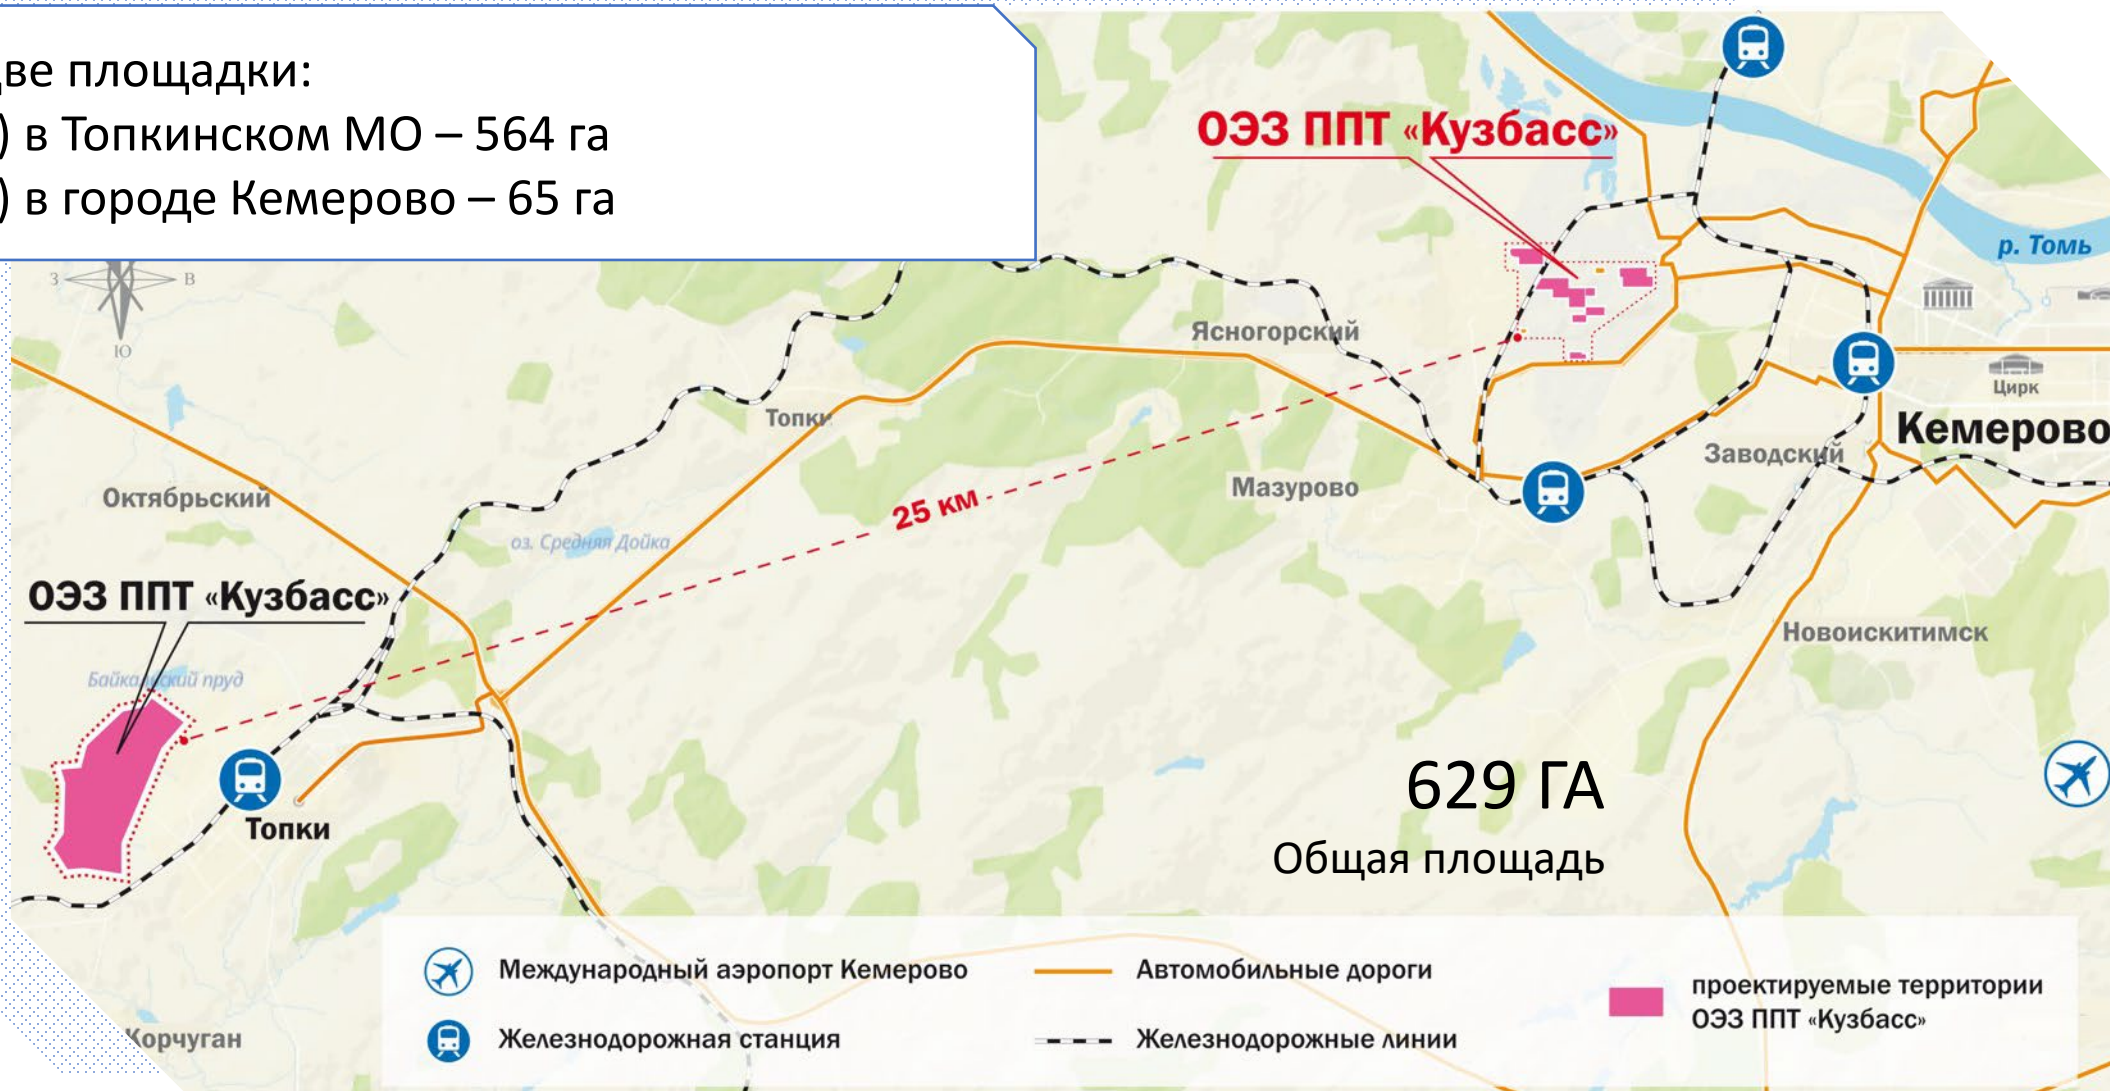 две площадки:
) в Топкинском МО – 564 га
) в городе Кемерово – 65 га
ОЭЗ ППТ «Кузбасс»
р. Томь
З
В
Ю
Ясногорский
Цирк
Топки
Кемерово
Заводский
Мазурово
Октябрьский
25 км
оз. Средняя Дойка
ОЭЗ ППТ «Кузбасс»
Новоискитимск
Байкальский пруд
629 ГА
Общая площадь
Топки
Международный аэропорт Кемерово
Автомобильные дороги
проектируемые территории
ОЭЗ ППТ «Кузбасс»
Железнодорожная станция
Железнодорожные линии
Корчуган